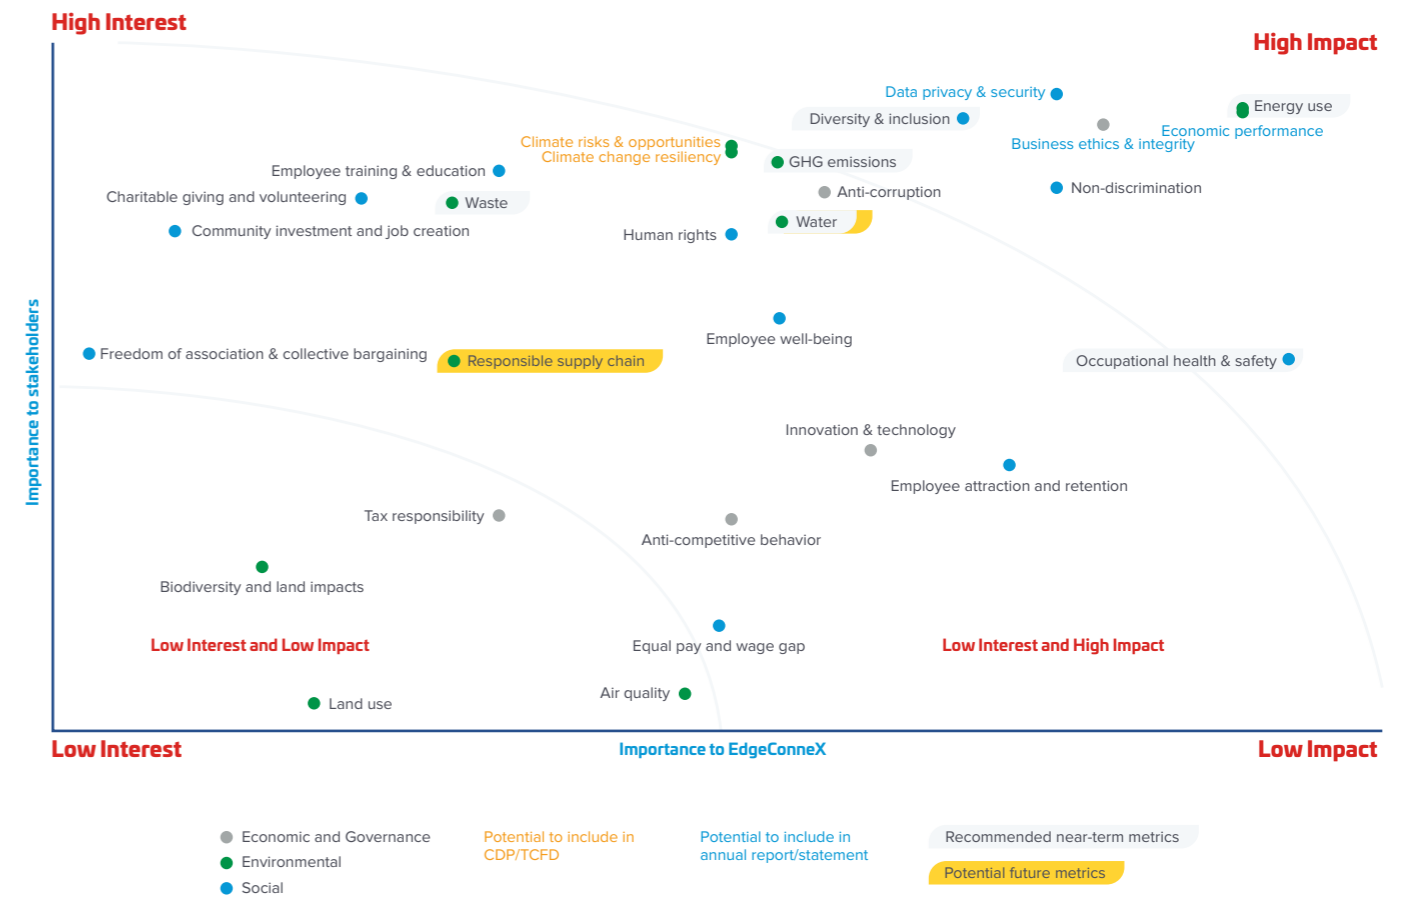 High Interest
High Impact
Data privacy & security
Energy use
Diversity & inclusion
Economic performance
Business ethics & integrity
Climate risks & opportunities
Climate change resiliency
GHG emissions
Employee training & education
Non-discrimination
Anti-corruption
Charitable giving and volunteering
Waste
Water
Community investment and job creation
Human rights
Employee well-being
Freedom of association & collective bargaining
Responsible supply chain
Occupational health & safety
Importance to stakeholders
Innovation & technology
Employee attraction and retention
Tax responsibility
Anti-competitive behavior
Biodiversity and land impacts
Low Interest and Low Impact
Equal pay and wage gap
Low Interest and High Impact
Air quality
Land use
Low Interest
Importance to EdgeConneX
Low Impact
Economic and Governance
Environmental
Social
Potential to include in
CDP/TCFD
Potential to include in
annual report/statement
Recommended near-term metrics
Potential future metrics